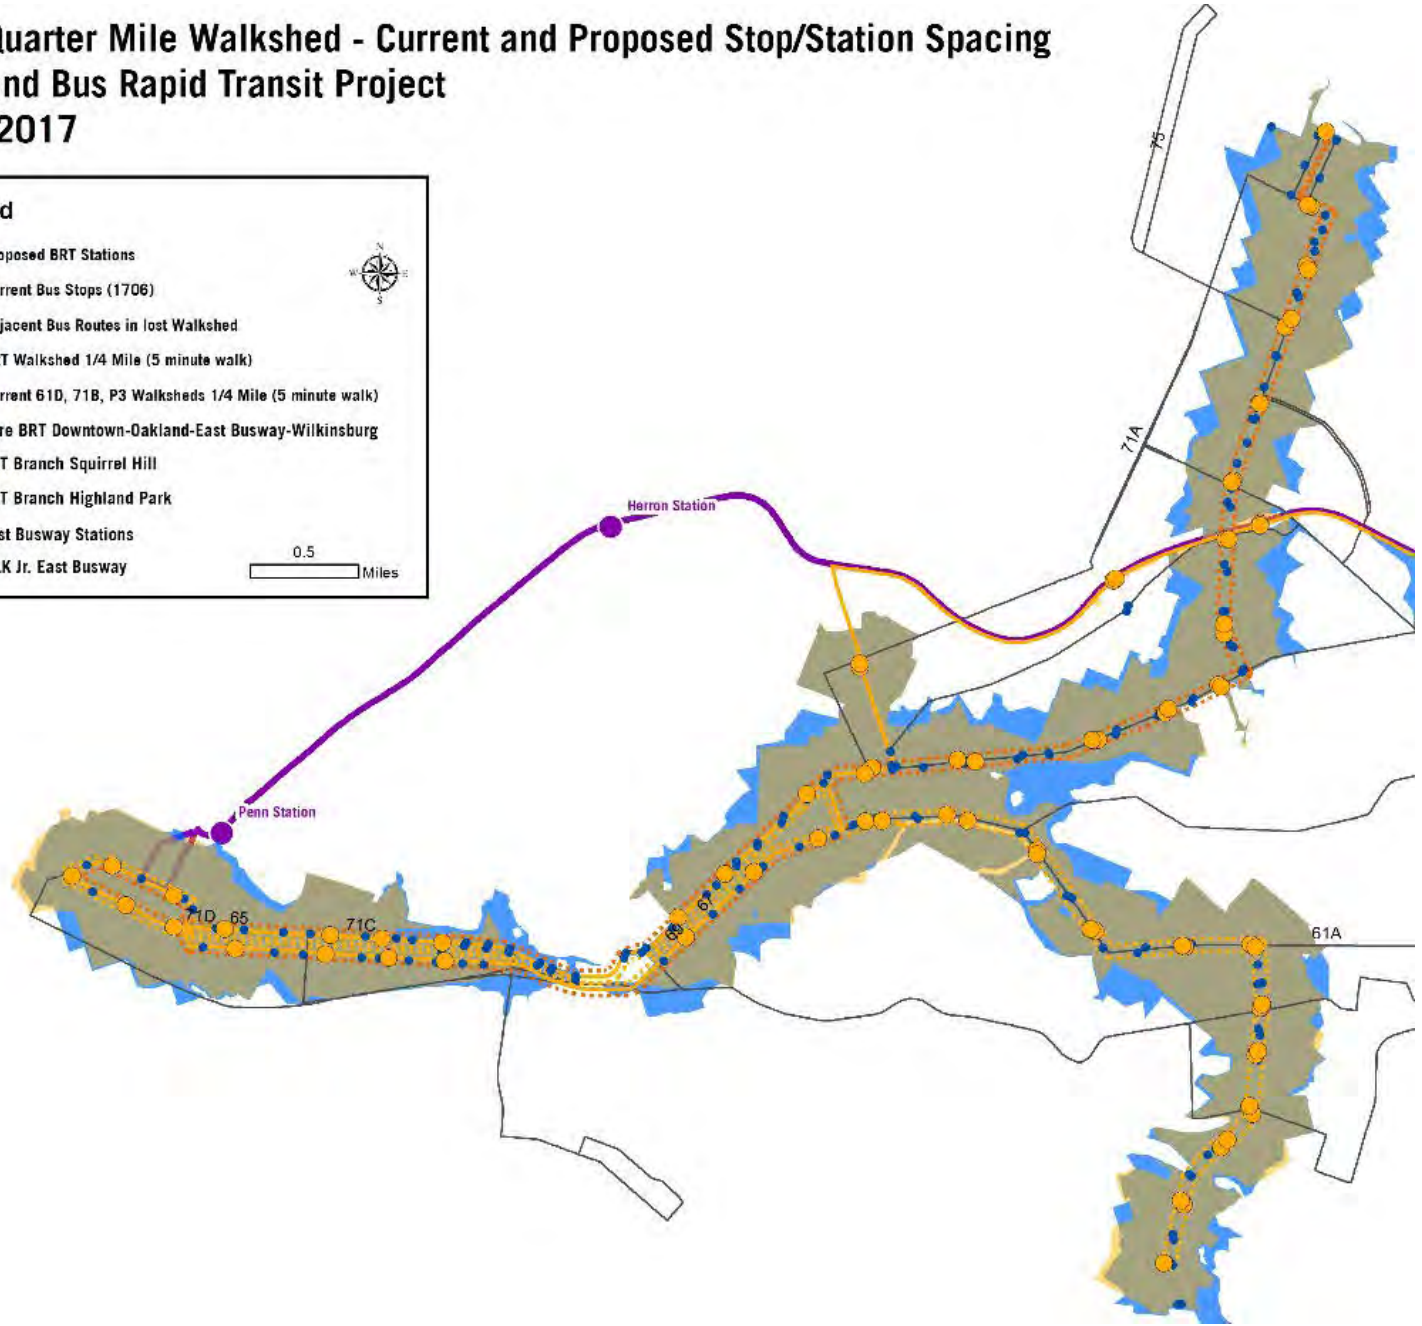 uarter Mile Walkshed - Current and Proposed Stop/Station Spacing
nd Bus Rapid Transit Project
2017
d
oposed BRT Stations
rrent Bus Stops (1706)
jacent Bus Routes in lost Walkshed
T Walkshed 1/4 Mile (5 minute walk)
rrent 61D, 71B, P3 Walksheds 1/4 Mile (5 minute walk)
re BRT Downtown-Oakland-East Busway-Wilkinsburg
T Branch Squirrel Hill
T Branch Highland Park
st Busway Stations
K Jr. East Busway
N
W
E
S
0.5
Miles
75
71A
Herron Station
Penn Station
71D
65
71C
67
69
61A